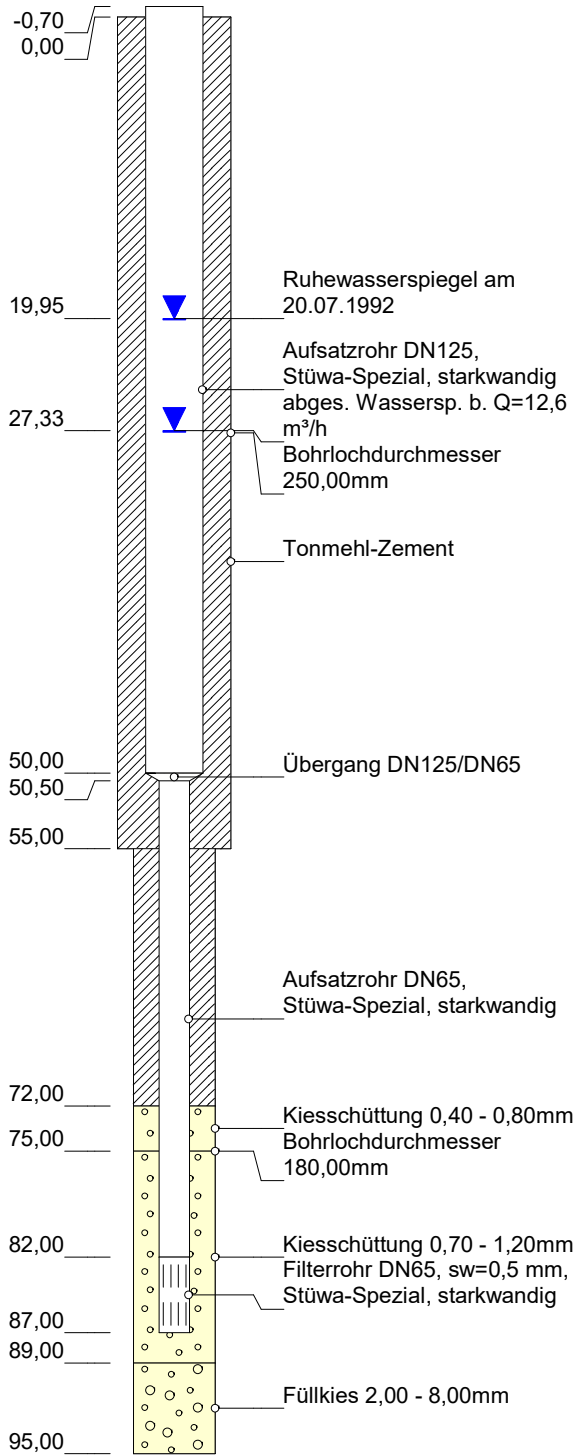 -0,70
0,00
19,95
Ruhewasserspiegel am
20.07.1992
Aufsatzrohr DN125,
Stüwa-Spezial, starkwandig
27,33
abges. Wassersp. b. Q=12,6
m³/h
Bohrlochdurchmesser
250,00mm
Tonmehl-Zement
50,00
Übergang DN125/DN65
50,50
55,00
Aufsatzrohr DN65,
Stüwa-Spezial, starkwandig
72,00
Kiesschüttung 0,40 - 0,80mm
75,00
Bohrlochdurchmesser
180,00mm
82,00
Kiesschüttung 0,70 - 1,20mm
Filterrohr DN65, sw=0,5 mm,
Stüwa-Spezial, starkwandig
87,00
89,00
Füllkies 2,00 - 8,00mm
95,00